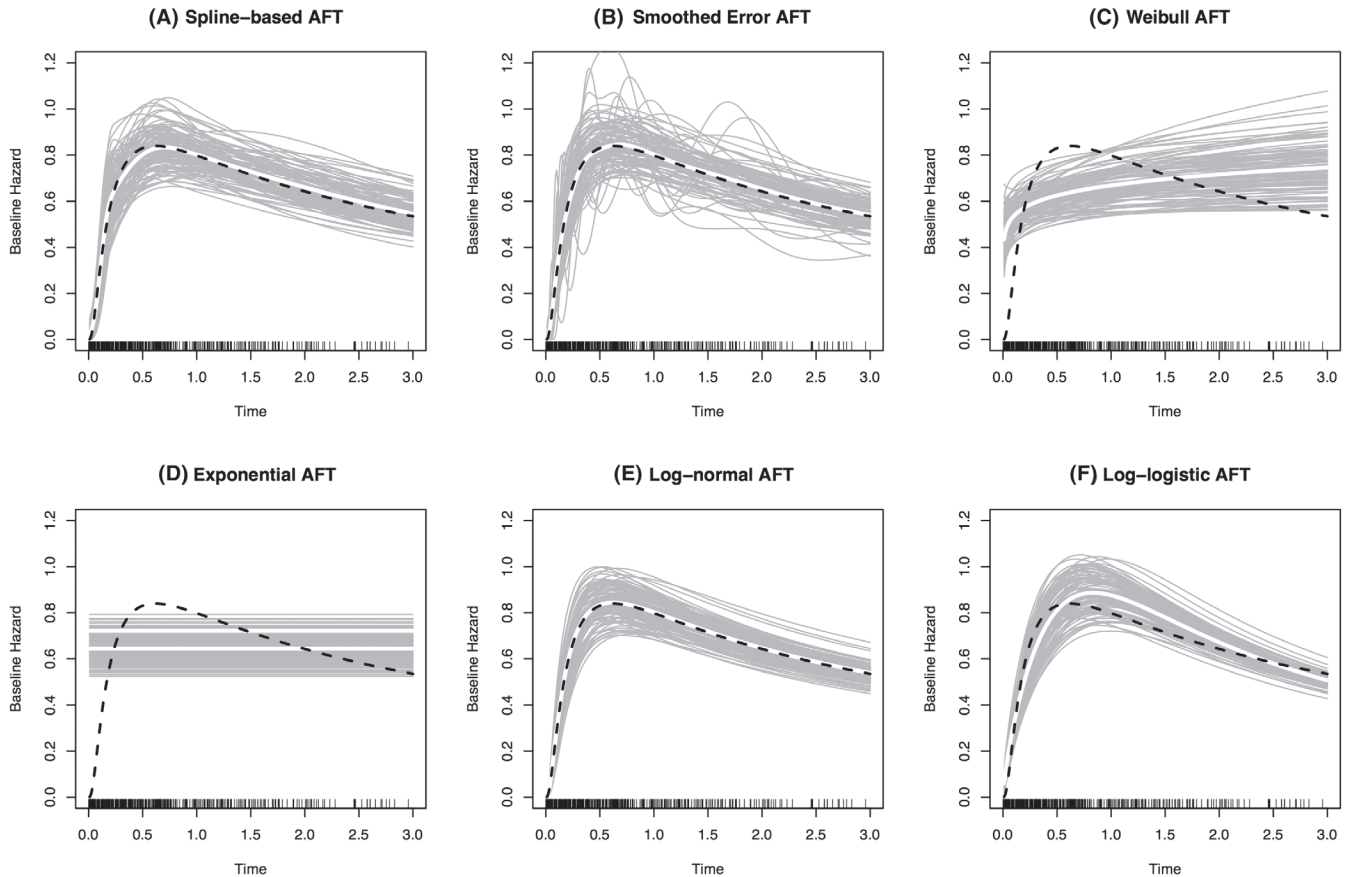 (A) Spline-based AFT
Baseline Hazard
0.0 0.2 0.4 0.6 0.8 1.0 1.2
0.0 0.5 1.0 1.5 2.0 2.5 3.0
Time
(B) Smoothed Error AFT
Baseline Hazard
0.0 0.2 0.4 0.6 0.8 1.0 1.2
0.0 0.5 1.0 1.5 2.0 2.5 3.0
Time
(C) Weibull AFT
Baseline Hazard
0.0 0.2 0.4 0.6 0.8 1.0 1.2
0.0 0.5 1.0 1.5 2.0 2.5 3.0
Time
(D) Exponential AFT
Baseline Hazard
0.0 0.2 0.4 0.6 0.8 1.0 1.2
0.0 0.5 1.0 1.5 2.0 2.5 3.0
Time
(E) Log-normal AFT
Baseline Hazard
0.0 0.2 0.4 0.6 0.8 1.0 1.2
0.0 0.5 1.0 1.5 2.0 2.5 3.0
Time
(F) Log-logistic AFT
Baseline Hazard
0.0 0.2 0.4 0.6 0.8 1.0 1.2
0.0 0.5 1.0 1.5 2.0 2.5 3.0
Time